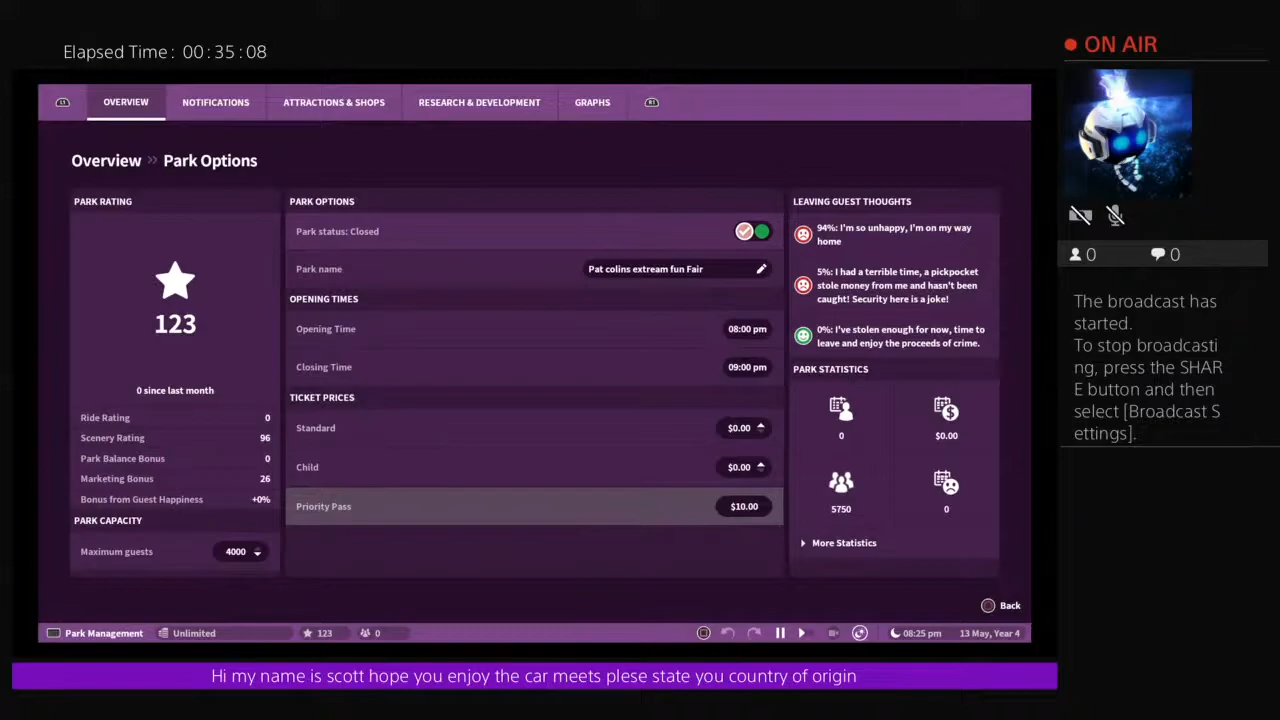 Elapsed Time: 00:35:08
ON AIR
L1
OVERVIEW
NOTIFICATIONS
ATTRACTIONS & SHOPS
RESEARCH & DEVELOPMENT
GRAPHS
R1
Overview » Park Options
PARK RATING
123
0 since last month
Ride Rating 0
Scenery Rating 96
Park Balance Bonus 0
Marketing Bonus 26
Bonus from Guest Happiness +0%
PARK CAPACITY
Maximum guests 4000
PARK OPTIONS
Park status: Closed
Park name Pat colins extream fun Fair
OPENING TIMES
Opening Time 08:00 pm
Closing Time 09:00 pm
TICKET PRICES
Standard $0.00
Child $0.00
Priority Pass $10.00
LEAVING GUEST THOUGHTS
94%: I'm so unhappy, I'm on my way
home
5%: I had a terrible time, a pickpocket
stole money from me and hasn't been
caught! Security here is a joke!
0%: I've stolen enough for now, time to
leave and enjoy the proceeds of crime.
PARK STATISTICS
0 $0.00
5750 0
More Statistics
Back
Park Management Unlimited 123 0 08:25 pm 13 May, Year 4
0 0
The broadcast has
started.
To stop broadcasti
ng, press the SHAR
E button and then
select [Broadcast S
ettings].
Hi my name is scott hope you enjoy the car meets plese state you country of origin